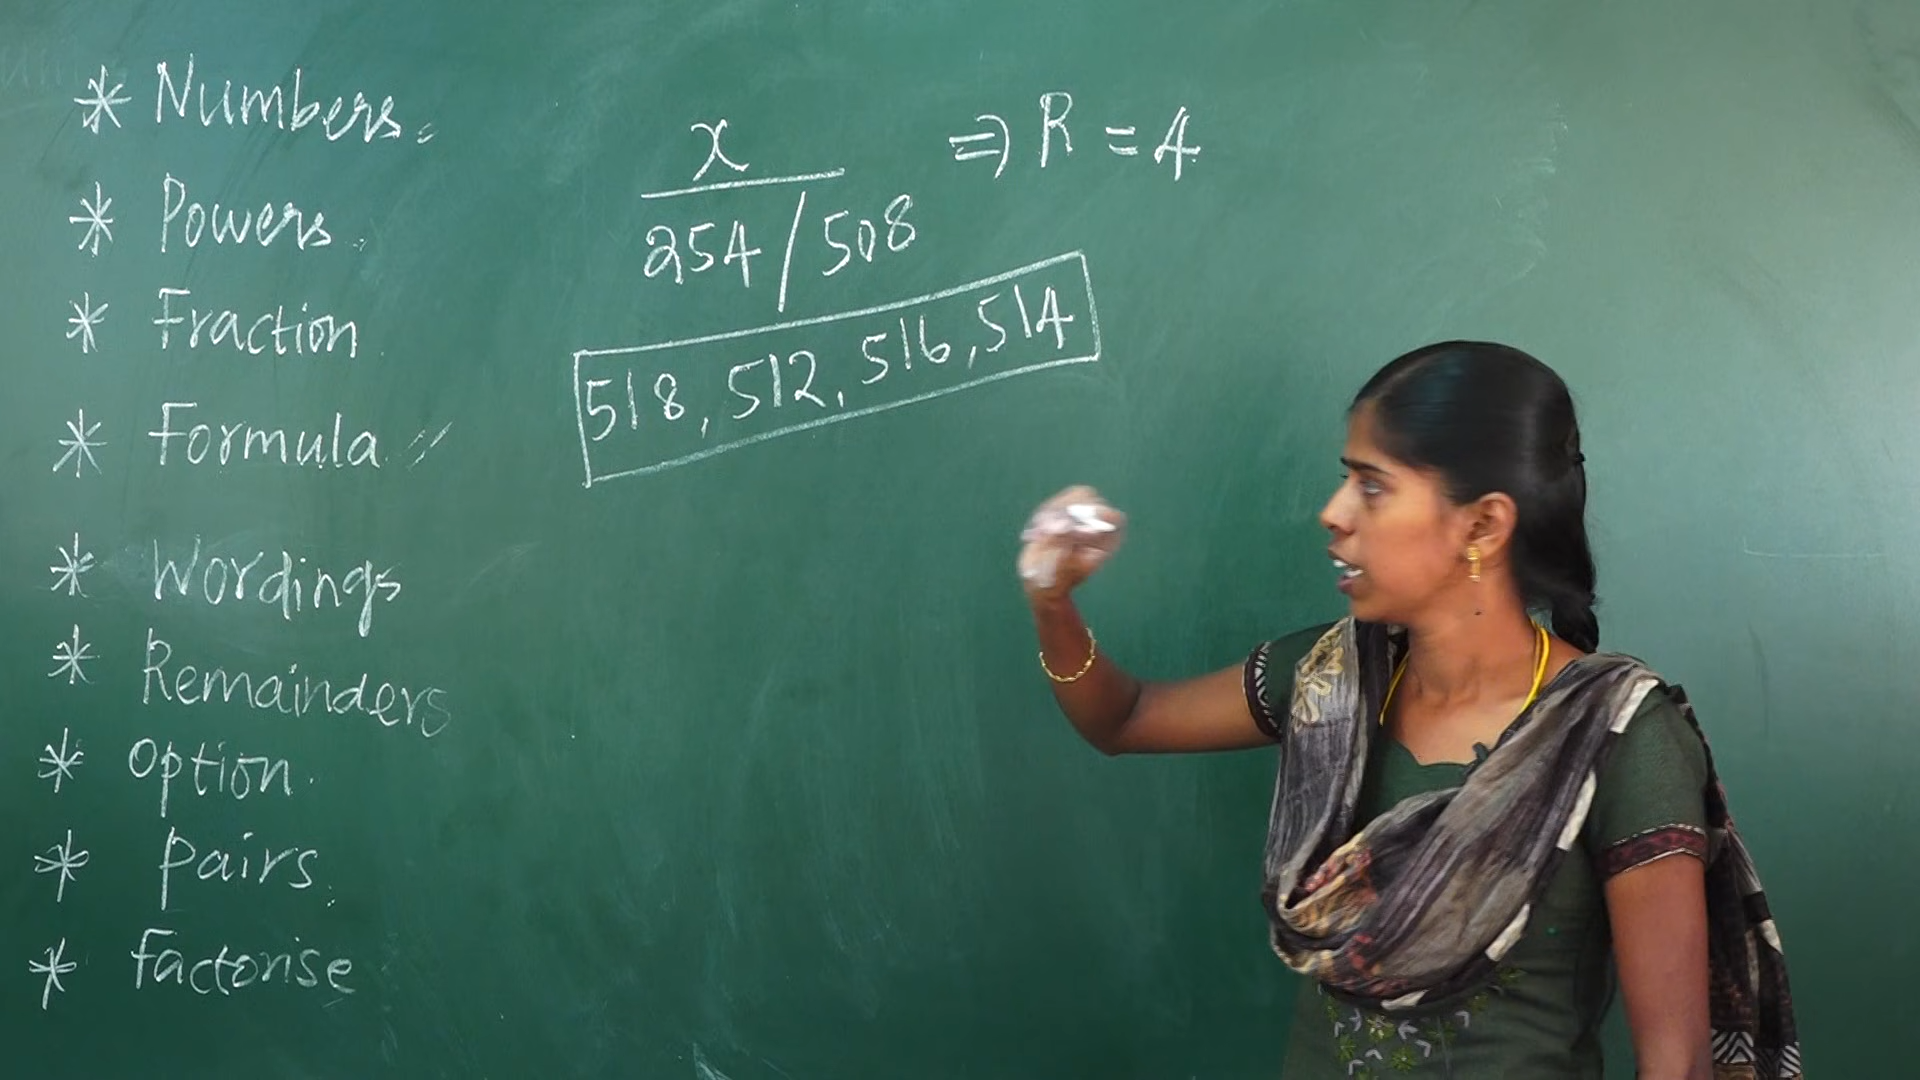 * Numbers.
* Powers.
* Fraction
* Formula
* Wordings
* Remainders
* Option.
* Pairs.
* Factorise
x ⇒ R = 4
254 / 508
518, 512, 516, 514